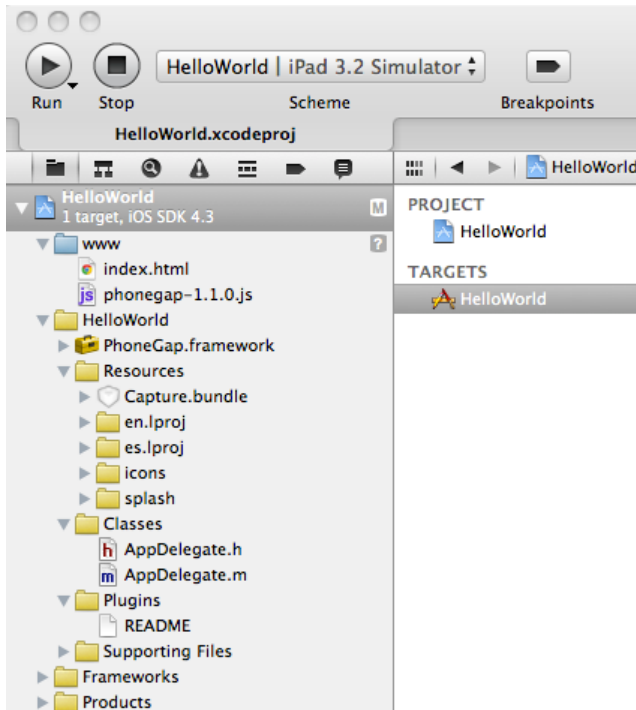 HelloWorld | iPad 3.2 Simulator
Run Stop Scheme Breakpoints
HelloWorld.xcodeproj
HelloWorld
HelloWorld
1 target, iOS SDK 4.3
M
www
?
index.html
js phonegap-1.1.0.js
HelloWorld
PhoneGap.framework
Resources
Capture.bundle
en.lproj
es.lproj
icons
splash
Classes
h AppDelegate.h
m AppDelegate.m
Plugins
README
Supporting Files
Frameworks
Products
PROJECT
HelloWorld
TARGETS
HelloWorld